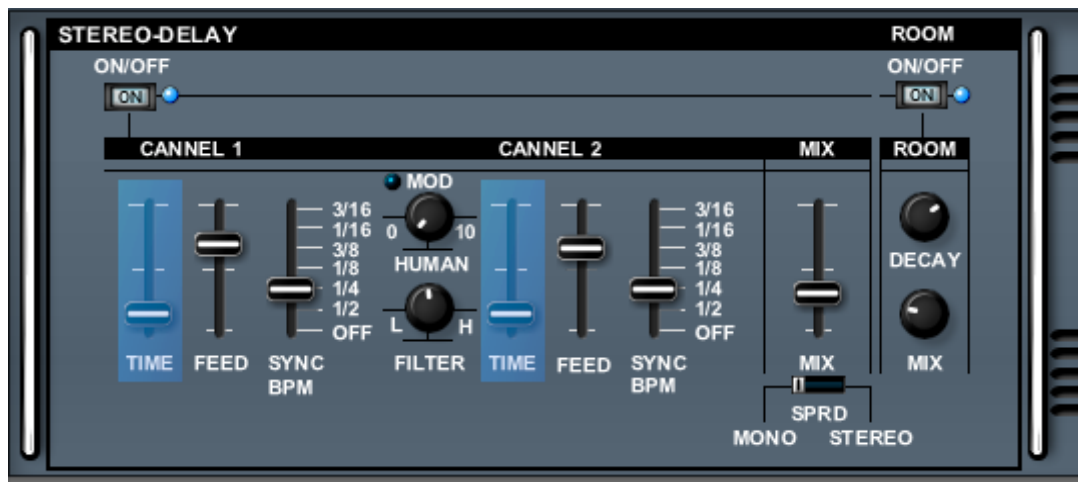 STEREO-DELAY ROOM
ON/OFF ON/OFF
ON ON
CANNEL 1 CANNEL 2 MIX ROOM
MOD
3/16 3/16
1/16 0 10 1/16
3/8 3/8
HUMAN DECAY
1/8 1/8
1/4 1/4
1/2 1/2
L H
OFF OFF
TIME FEED SYNC FILTER TIME FEED SYNC MIX MIX
BPM BPM
SPRD
MONO STEREO